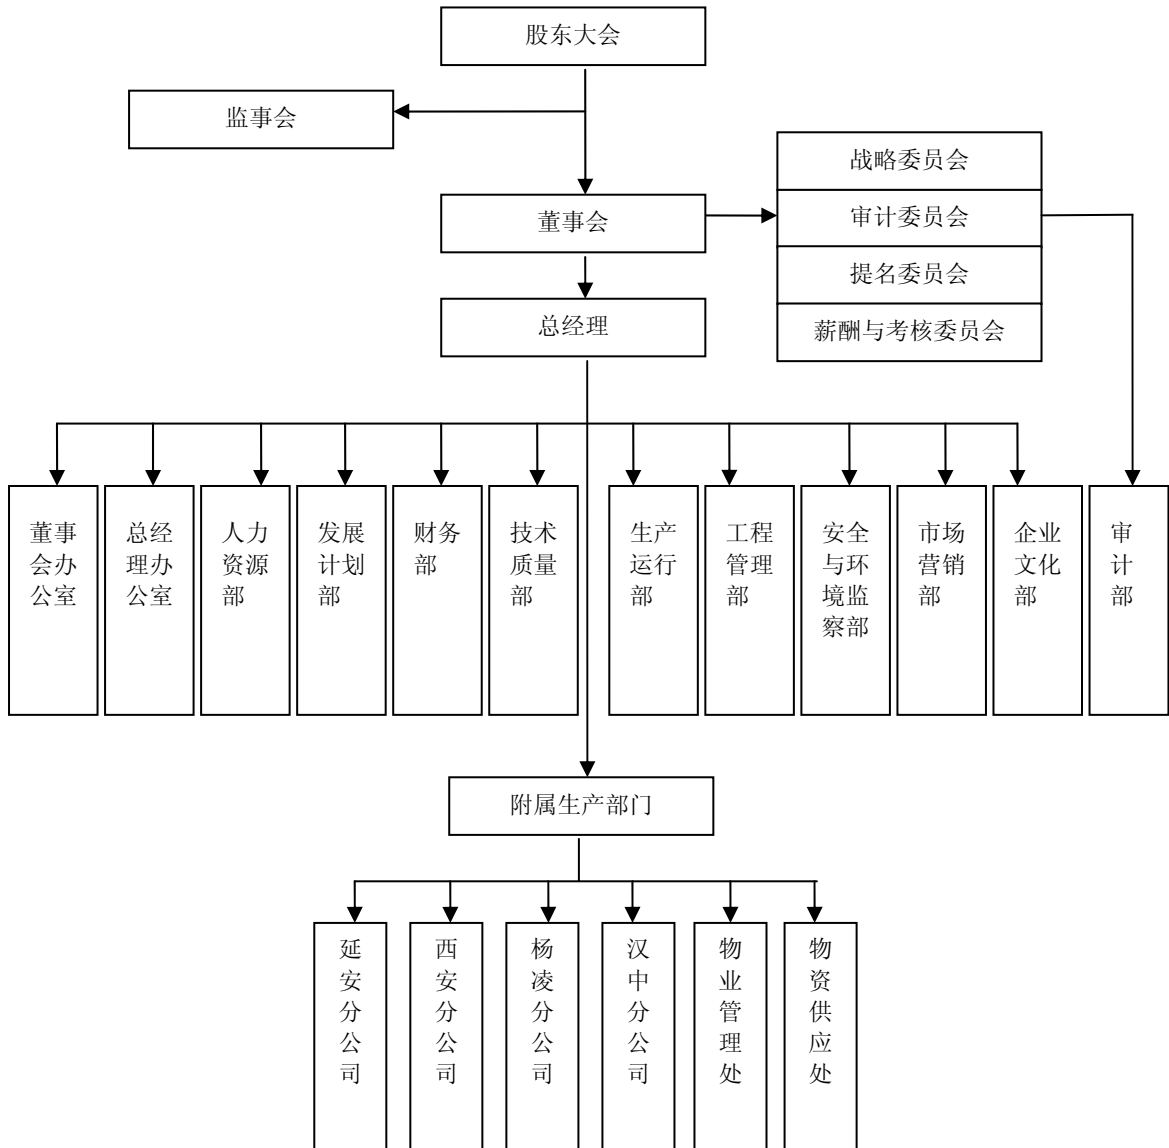 股东大会
监事会
战略委员会
董事会
审计委员会
提名委员会
总经理
薪酬与考核委员会
董事
会办
公室
总经
理办
公室
人力
资源
部
发展
计划
部
财务
部
技术
质量
部
生产
运行
部
工程
管理
部
安全
与环
境监
察部
市场
营销
部
企业
文化
部
审
计
部
附属生产部门
延
安
分
公
司
西
安
分
公
司
杨
凌
分
公
司
汉
中
分
公
司
物
业
管
理
处
物
资
供
应
处